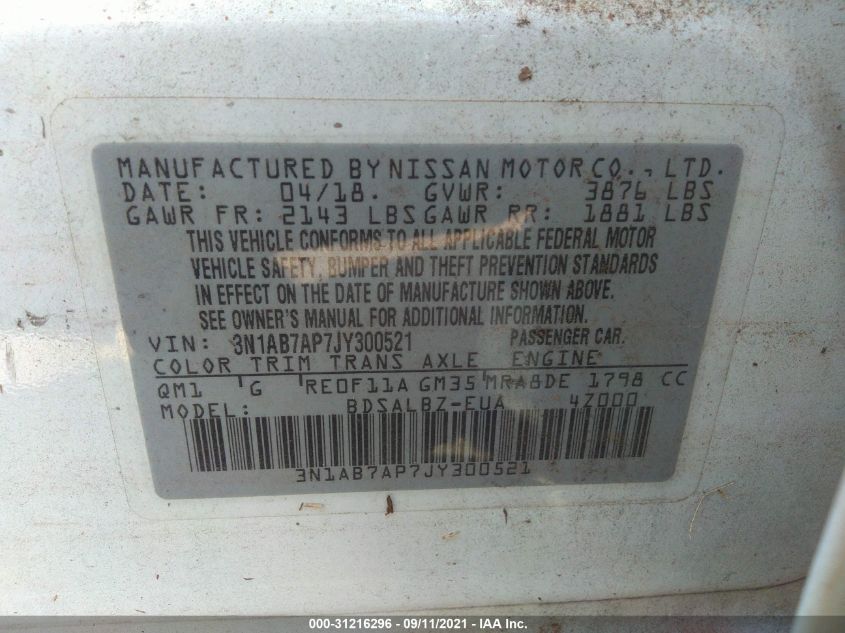 MANUFACTURED BY NISSAN MOTOR CO., LTD.
DATE: 04/18. GVWR: 3876 LBS
GAWR FR: 2143 LBS GAWR RR: 1881 LBS
THIS VEHICLE CONFORMS TO ALL APPLICABLE FEDERAL MOTOR
VEHICLE SAFETY, BUMPER AND THEFT PREVENTION STANDARDS
IN EFFECT ON THE DATE OF MANUFACTURE SHOWN ABOVE.
SEE OWNER'S MANUAL FOR ADDITIONAL INFORMATION.
VIN: 3N1AB7AP7JY300521 PASSENGER CAR.
COLOR TRIM TRANS AXLE ENGINE
QM1 G RE0F11A GM35 MRA8DE 1798 CC
MODEL: BDSALBZ-EUA 4Z000
3N1AB7AP7JY300521
000-31216296 - 09/11/2021 - IAA Inc.